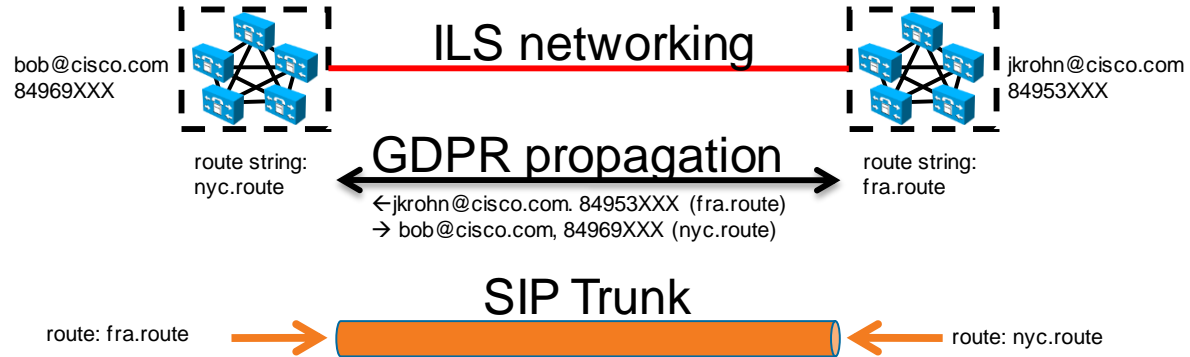 ILS networking
bob@cisco.com
84969XXX
jkrohn@cisco.com
84953XXX
route string:
nyc.route
GDPR propagation
route string:
fra.route
←jkrohn@cisco.com. 84953XXX (fra.route)
→ bob@cisco.com, 84969XXX (nyc.route)
SIP Trunk
route: fra.route
route: nyc.route